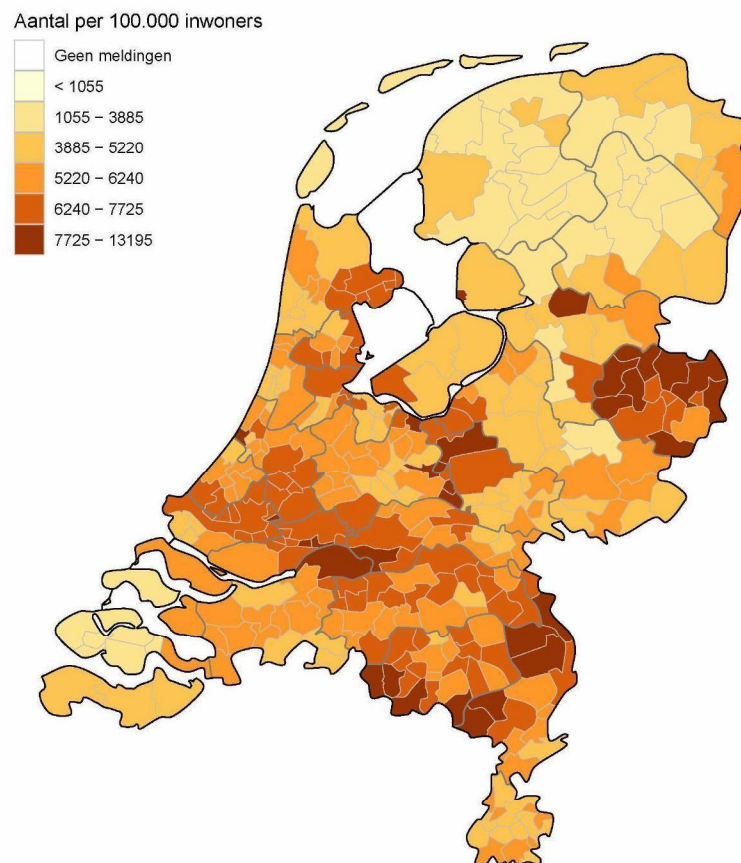 Aantal per 100.000 inwoners
Geen meldingen
< 1055
1055 – 3885
3885 – 5220
5220 – 6240
6240 – 7725
7725 – 13195